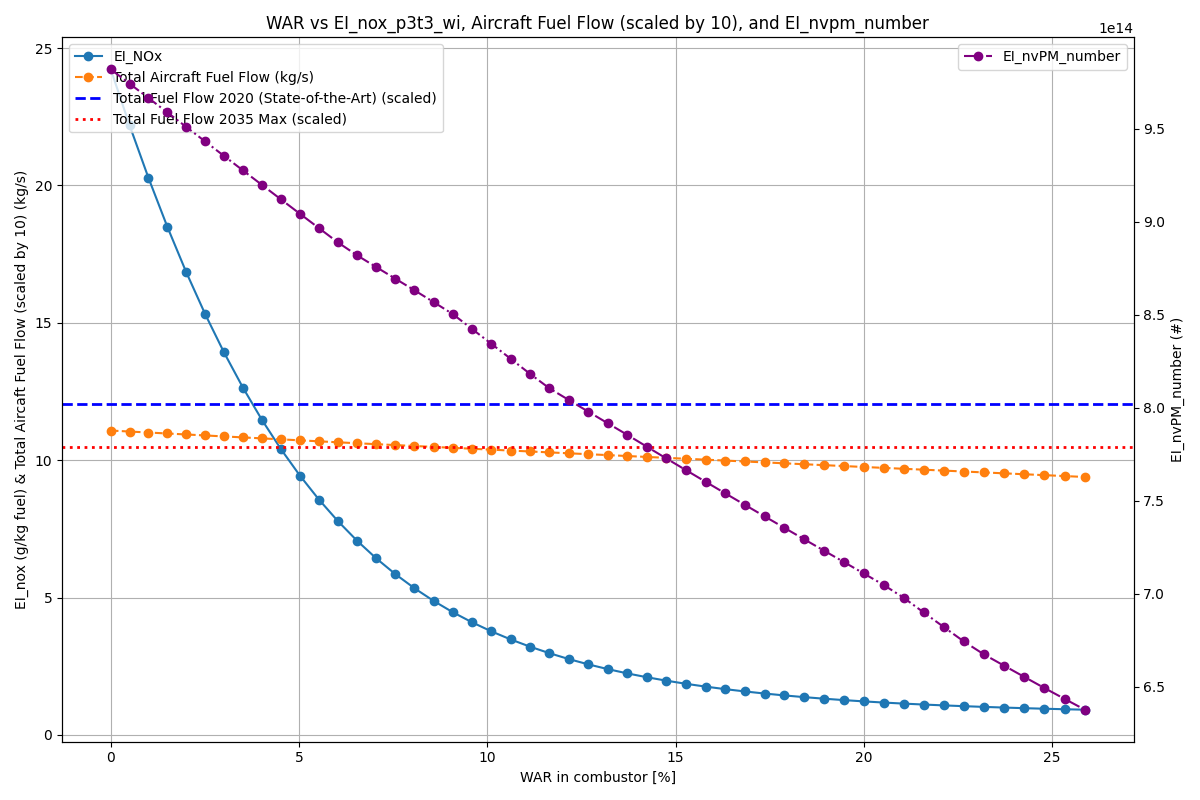 WAR vs EI_nox_p3t3_wi, Aircraft Fuel Flow (scaled by 10), and EI_nvpm_number
1e14
EI_NOx
Total Aircraft Fuel Flow (kg/s)
Total Fuel Flow 2020 (State-of-the-Art) (scaled)
Total Fuel Flow 2035 Max (scaled)
EI_nvPM_number
EI_nox (g/kg fuel) & Total Aircaft Fuel Flow (scaled by 10) (kg/s)
25
20
15
10
5
0
0
5
10
15
20
25
WAR in combustor [%]
9.5
9.0
8.5
8.0
7.5
7.0
6.5
EI_nvPM_number (#)